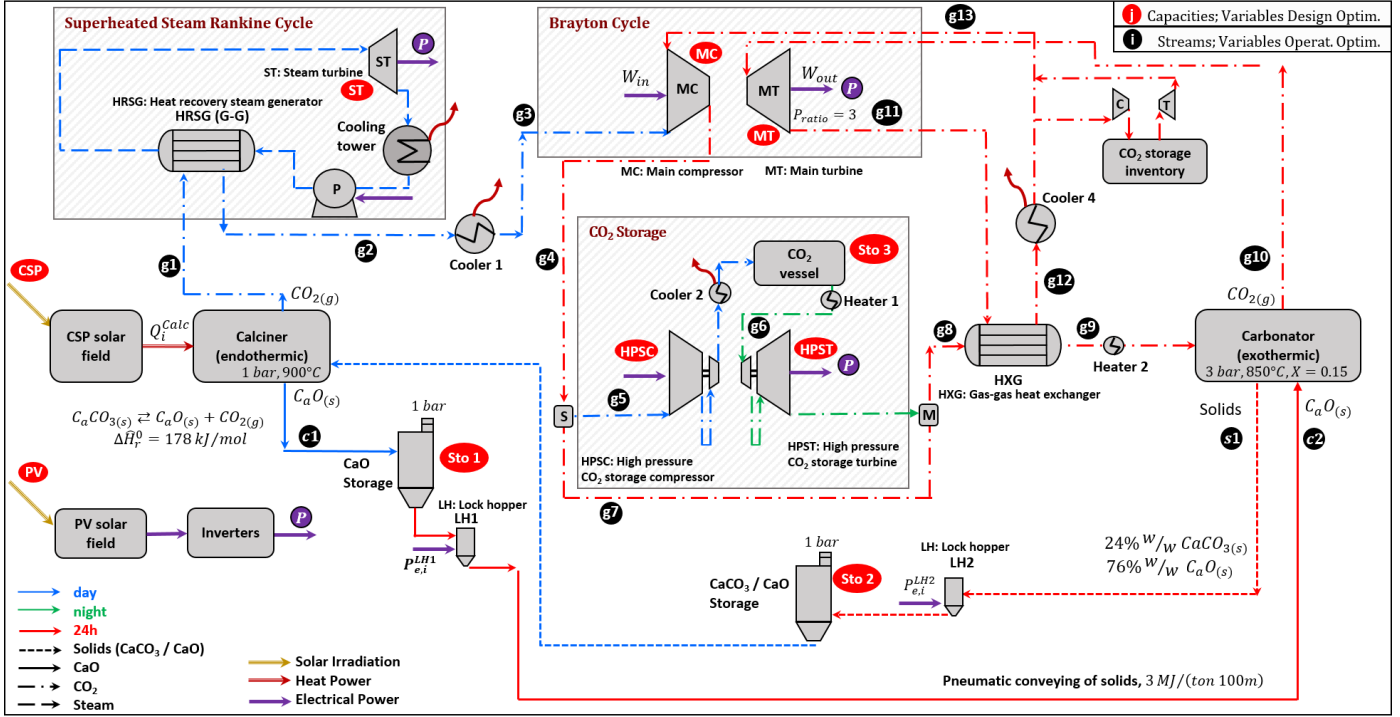 Superheated Steam Rankine Cycle
P
ST
ST: Steam turbine
ST
HRSG: Heat recovery steam generator
HRSG (G-G)
Cooling
tower
P
g1
g2
Cooler 1
g3
Brayton Cycle
MC
W_in
MC
MT
W_out
P
P_ratio = 3
MT
g11
MC: Main compressor
MT: Main turbine
g13
j Capacities; Variables Design Optim.
i Streams; Variables Operat. Optim.
C
T
CO₂ storage
inventory
Cooler 4
g12
g10
g4
CO₂ Storage
CO₂
vessel
Sto 3
Cooler 2
Heater 1
g6
HPSC
HPST
P
g5
S
M
HPSC: High pressure
CO₂ storage compressor
HPST: High pressure
CO₂ storage turbine
g7
g8
g9
HXG
HXG: Gas-gas heat exchanger
Heater 2
CO₂(g)
Carbonator
(exothermic)
3 bar, 850°C, X = 0.15
Solids
s1
CaO(s)
c2
CSP
CSP solar
field
Q_i^Calc
CO₂(g)
Calciner
(endothermic)
1 bar, 900°C
CaO(s)
CaCO₃(s) ⇄ CaO(s) + CO₂(g)
ΔĤ_r^0 = 178 kJ/mol
c1
1 bar
CaO
Storage
Sto 1
LH: Lock hopper
LH1
P_e,i^LH1
PV
PV solar
field
Inverters
P
24% w/w CaCO₃(s)
76% w/w CaO(s)
1 bar
CaCO₃ / CaO
Storage
Sto 2
LH: Lock hopper
LH2
P_e,i^LH2
day
night
24h
Solids (CaCO₃ / CaO)
CaO
CO₂
Steam
Solar Irradiation
Heat Power
Electrical Power
Pneumatic conveying of solids, 3 MJ/(ton 100m)